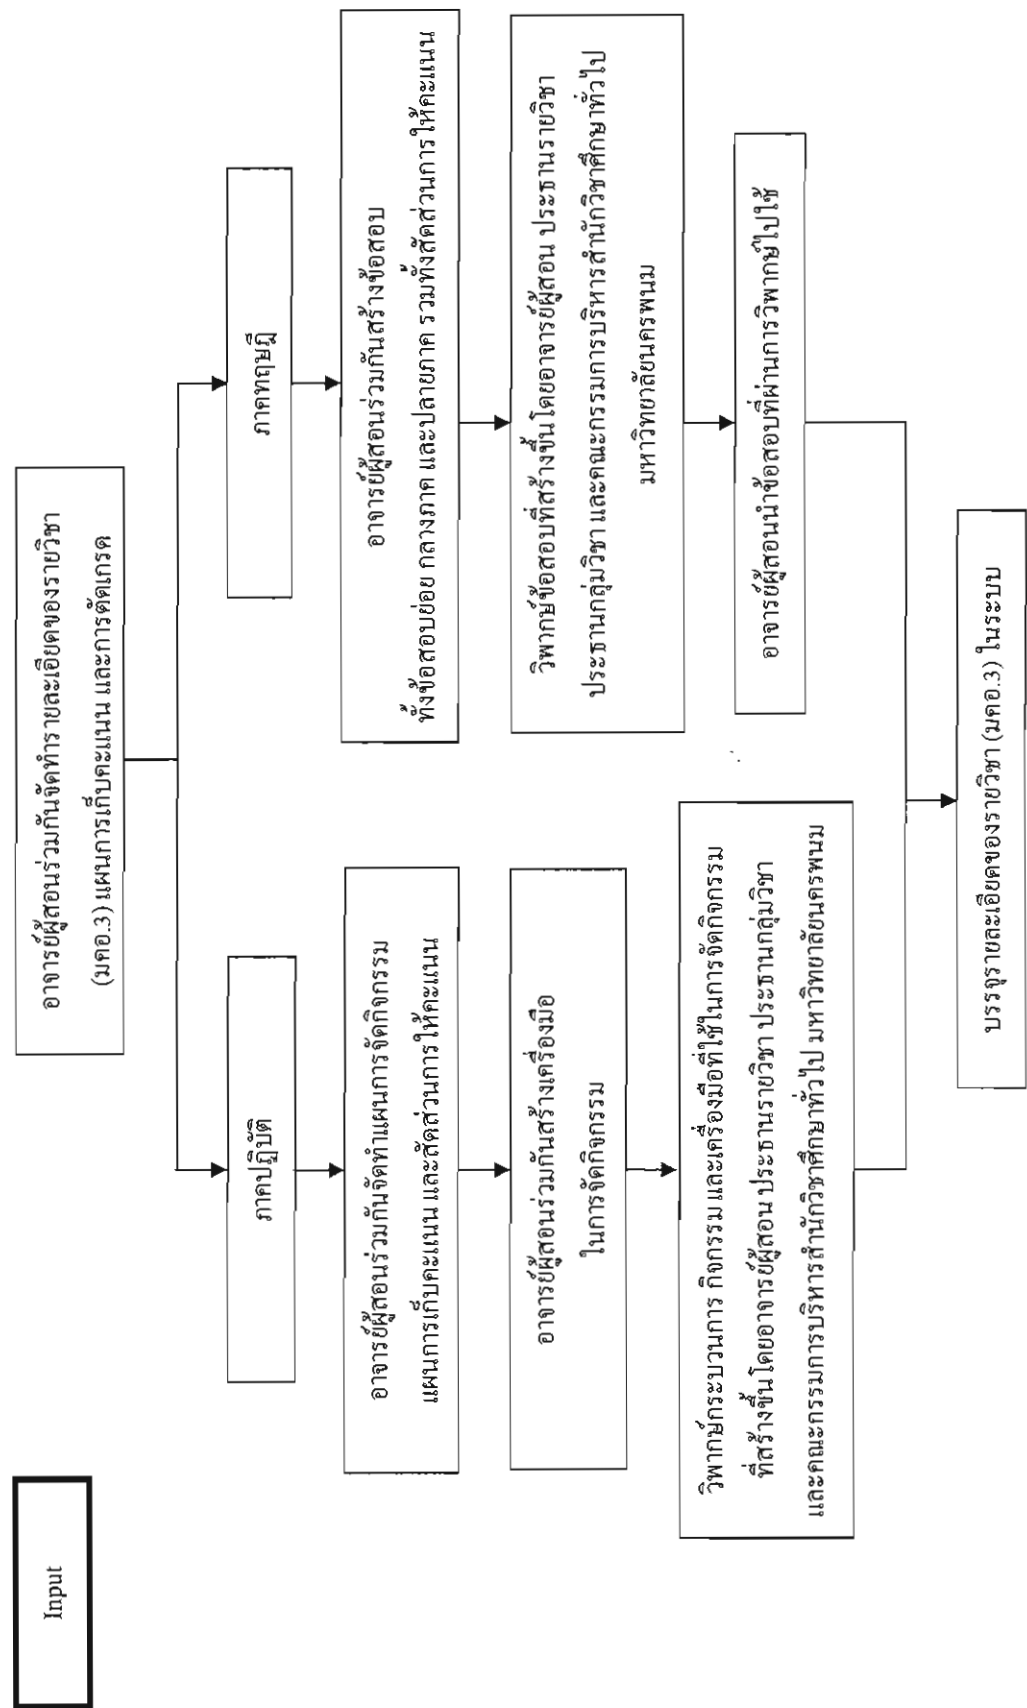 Input
อาจารย์ผู้สอนร่วมกันจัดทำรายละเอียดของรายวิชา
(มคอ.3) แผนการเก็บคะแนน และการตัดเกรด
ภาคปฏิบัติ
อาจารย์ผู้สอนร่วมกันจัดทำแผนการจัดกิจกรรม
แผนการเก็บคะแนน และสัดส่วนการให้คะแนน
อาจารย์ผู้สอนร่วมกันสร้างเครื่องมือ
ในการจัดกิจกรรม
วิพากษ์กระบวนการ กิจกรรม และเครื่องมือที่ใช้ในการจัดกิจกรรม
ที่สร้างขึ้นโดยอาจารย์ผู้สอน ประธานรายวิชา ประธานกลุ่มวิชา
และคณะกรรมการบริหารสำนักวิชาศึกษาทั่วไป มหาวิทยาลัยนครพนม
ภาคทฤษฎี
อาจารย์ผู้สอนร่วมกันสร้างข้อสอบ
ทั้งข้อสอบย่อย กลางภาค และปลายภาค รวมทั้งสัดส่วนการให้คะแนน
วิพากษ์ข้อสอบที่สร้างขึ้นโดยอาจารย์ผู้สอน ประธานรายวิชา
ประธานกลุ่มวิชา และคณะกรรมการบริหารสำนักวิชาศึกษาทั่วไป
มหาวิทยาลัยนครพนม
อาจารย์ผู้สอนนำข้อสอบที่ผ่านการวิพากษ์ไปใช้
บรรจุรายละเอียดของรายวิชา (มคอ.3) ในระบบ